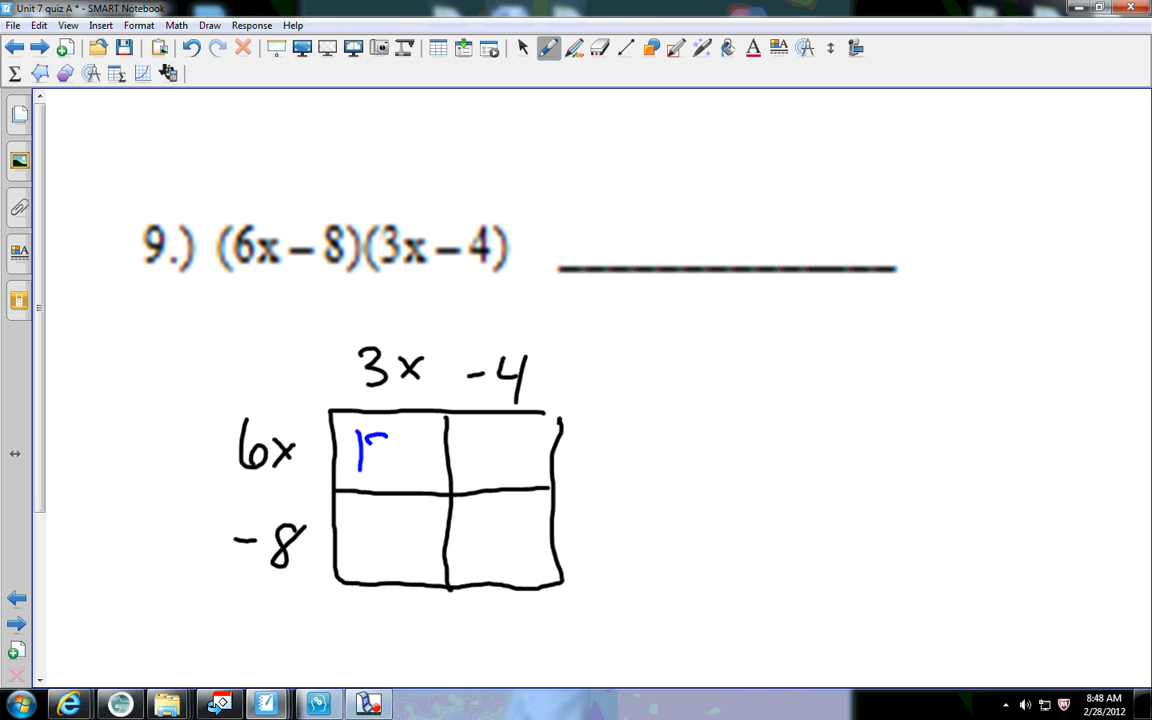 Unit 7 quiz A * - SMART Notebook
File Edit View Insert Format Math Draw Response Help
9.) (6x – 8)(3x – 4) ________________
3x -4
6x
-8
8:48 AM
2/28/2012